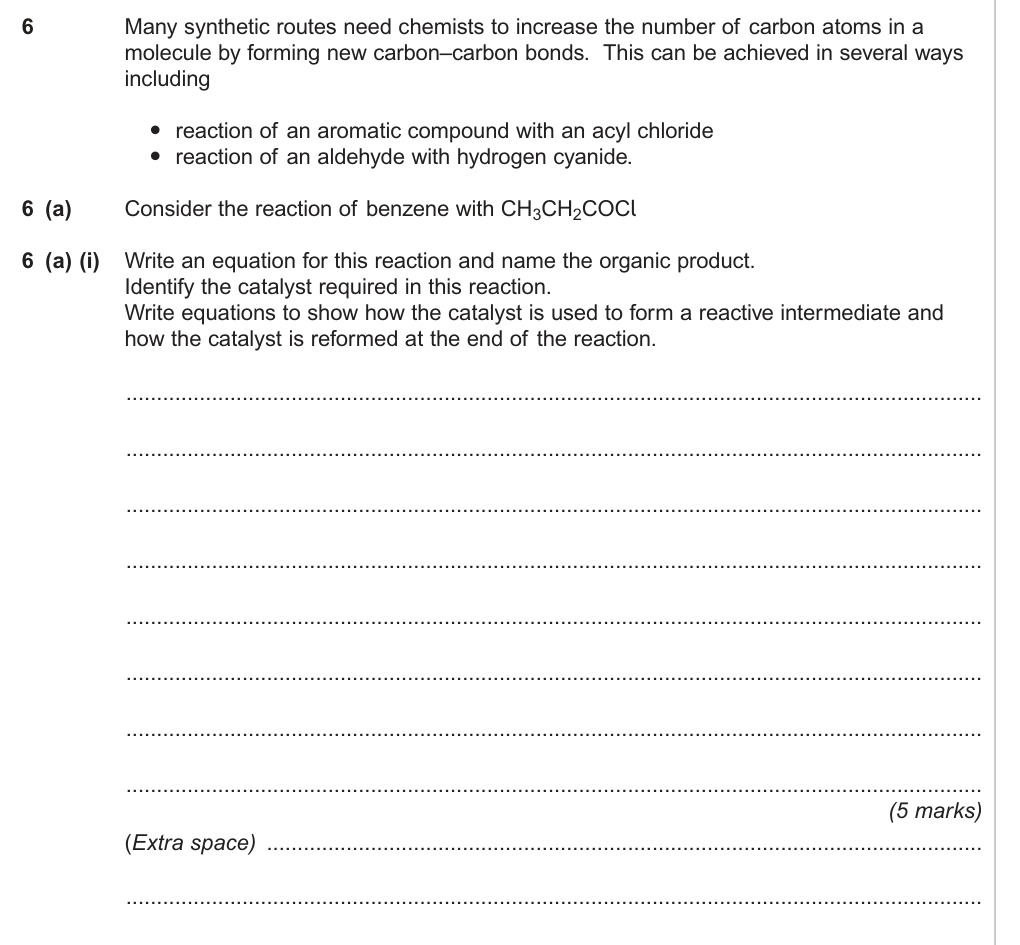 6 Many synthetic routes need chemists to increase the number of carbon atoms in a
molecule by forming new carbon–carbon bonds. This can be achieved in several ways
including
• reaction of an aromatic compound with an acyl chloride
• reaction of an aldehyde with hydrogen cyanide.
6 (a) Consider the reaction of benzene with CH₃CH₂COCl
6 (a) (i) Write an equation for this reaction and name the organic product.
Identify the catalyst required in this reaction.
Write equations to show how the catalyst is used to form a reactive intermediate and
how the catalyst is reformed at the end of the reaction.
(5 marks)
(Extra space)